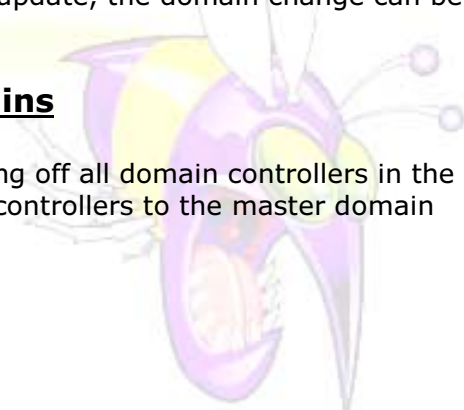 update, the domain change can be
ins
ng off all domain controllers in the
controllers to the master domain